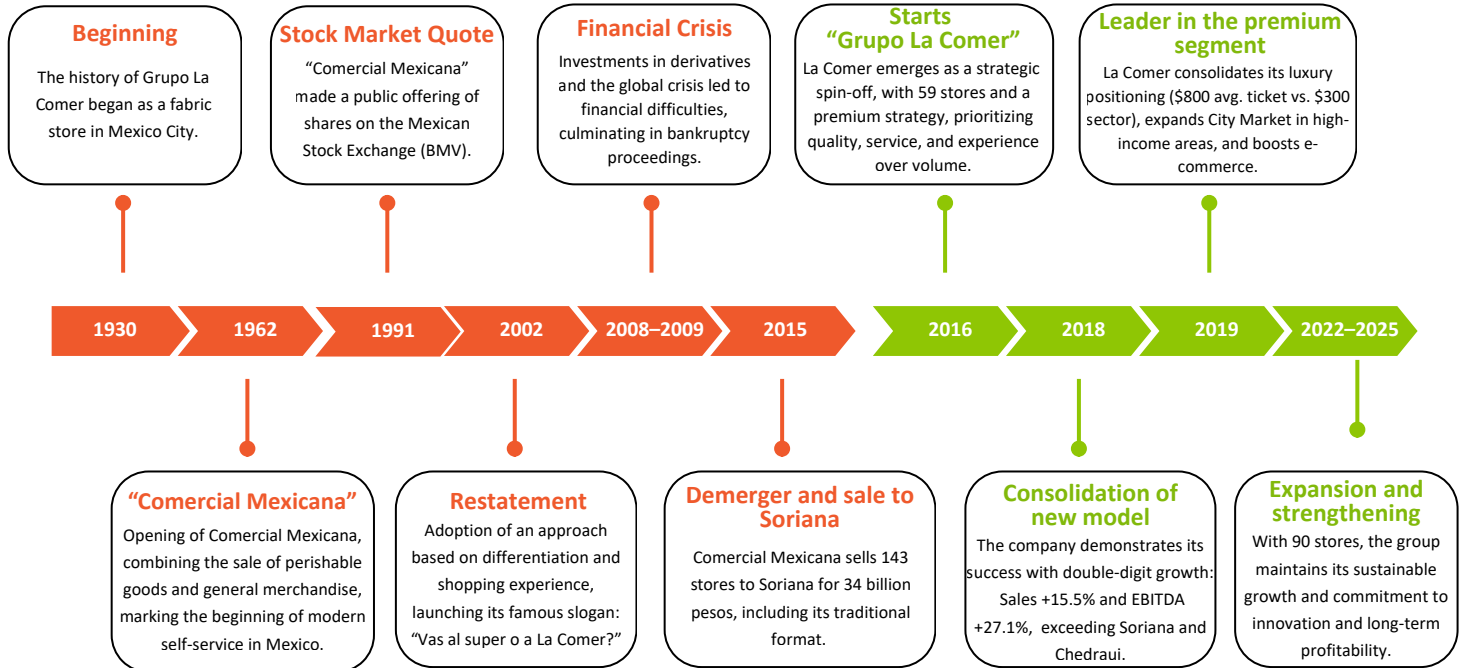 Beginning
The history of Grupo La
Comer began as a fabric
store in Mexico City.
Stock Market Quote
“Comercial Mexicana”
made a public offering of
shares on the Mexican
Stock Exchange (BMV).
Financial Crisis
Investments in derivatives
and the global crisis led to
financial difficulties,
culminating in bankruptcy
proceedings.
Starts
“Grupo La Comer”
La Comer emerges as a strategic
spin-off, with 59 stores and a
premium strategy, prioritizing
quality, service, and experience
over volume.
Leader in the premium
segment
La Comer consolidates its luxury
positioning ($800 avg. ticket vs. $300
sector), expands City Market in high-
income areas, and boosts e-
commerce.
1930
1962
1991
2002
2008–2009
2015
2016
2018
2019
2022–2025
“Comercial Mexicana”
Opening of Comercial Mexicana,
combining the sale of perishable
goods and general merchandise,
marking the beginning of modern
self-service in Mexico.
Restatement
Adoption of an approach
based on differentiation and
shopping experience,
launching its famous slogan:
“Vas al super o a La Comer?”
Demerger and sale to
Soriana
Comercial Mexicana sells 143
stores to Soriana for 34 billion
pesos, including its traditional
format.
Consolidation of
new model
The company demonstrates its
success with double-digit growth:
Sales +15.5% and EBITDA
+27.1%, exceeding Soriana and
Chedraui.
Expansion and
strengthening
With 90 stores, the group
maintains its sustainable
growth and commitment to
innovation and long-term
profitability.